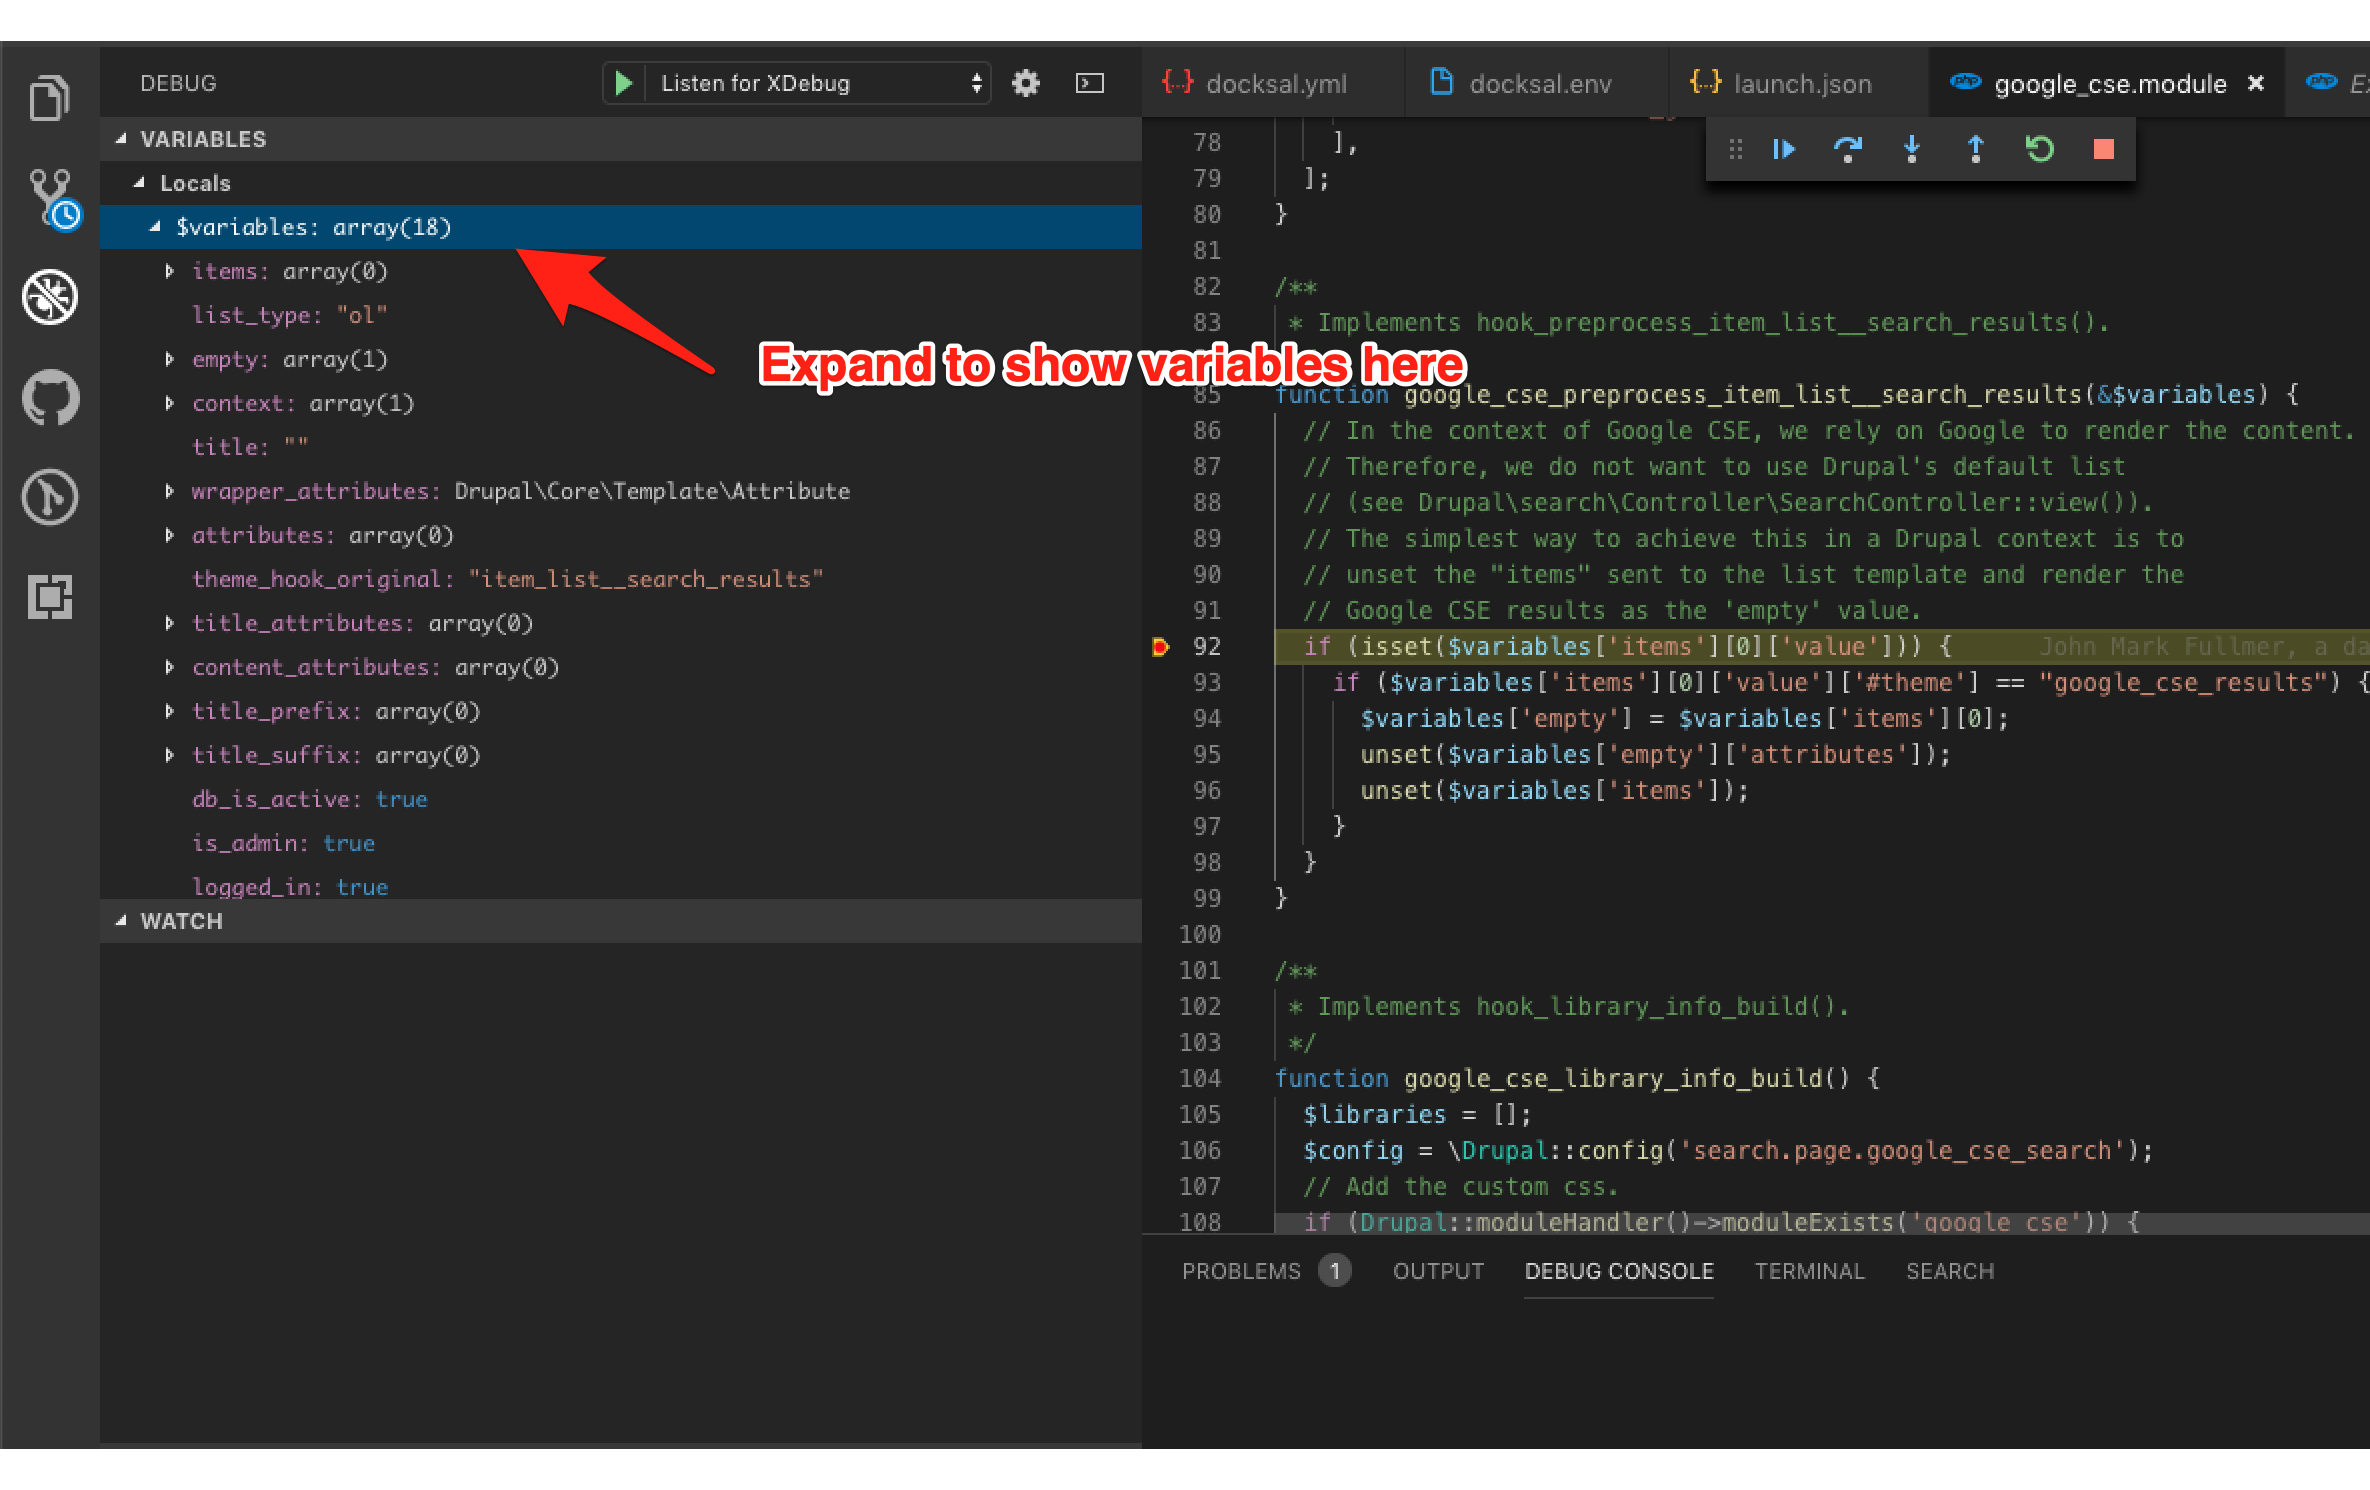 DEBUG
Listen for XDebug
docksal.yml
docksal.env
launch.json
google_cse.module
VARIABLES
Locals
$variables: array(18)
items: array(0)
list_type: "ol"
empty: array(1)
context: array(1)
title: ""
wrapper_attributes: Drupal\Core\Template\Attribute
attributes: array(0)
theme_hook_original: "item_list__search_results"
title_attributes: array(0)
content_attributes: array(0)
title_prefix: array(0)
title_suffix: array(0)
db_is_active: true
is_admin: true
logged_in: true
WATCH
Expand to show variables here
78 ],
79 ];
80 }
81
82 /**
83 * Implements hook_preprocess_item_list__search_results().
85 function google_cse_preprocess_item_list__search_results(&$variables) {
86 // In the context of Google CSE, we rely on Google to render the content.
87 // Therefore, we do not want to use Drupal's default list
88 // (see Drupal\search\Controller\SearchController::view()).
89 // The simplest way to achieve this in a Drupal context is to
90 // unset the "items" sent to the list template and render the
91 // Google CSE results as the 'empty' value.
92 if (isset($variables['items'][0]['value'])) { John Mark Fullmer, a da
93 if ($variables['items'][0]['value']['#theme'] == "google_cse_results") {
94 $variables['empty'] = $variables['items'][0];
95 unset($variables['empty']['attributes']);
96 unset($variables['items']);
97 }
98 }
99 }
100
101 /**
102 * Implements hook_library_info_build().
103 */
104 function google_cse_library_info_build() {
105 $libraries = [];
106 $config = \Drupal::config('search.page.google_cse_search');
107 // Add the custom css.
108 if (Drupal::moduleHandler()->moduleExists('google_cse')) {
PROBLEMS 1 OUTPUT DEBUG CONSOLE TERMINAL SEARCH